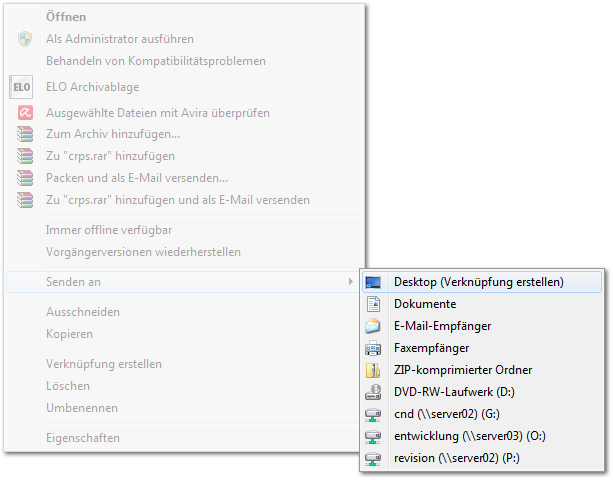 Öffnen
Als Administrator ausführen
Behandeln von Kompatibilitätsproblemen
ELO ELO Archivablage
Ausgewählte Dateien mit Avira überprüfen
Zum Archiv hinzufügen...
Zu "crps.rar" hinzufügen
Packen und als E-Mail versenden...
Zu "crps.rar" hinzufügen und als E-Mail versenden
Immer offline verfügbar
Vorgängerversionen wiederherstellen
Senden an
Ausschneiden
Kopieren
Verknüpfung erstellen
Löschen
Umbenennen
Eigenschaften
Desktop (Verknüpfung erstellen)
Dokumente
E-Mail-Empfänger
Faxempfänger
ZIP-komprimierter Ordner
DVD-RW-Laufwerk (D:)
cnd (\\server02) (G:)
entwicklung (\\server03) (O:)
revision (\\server02) (P:)